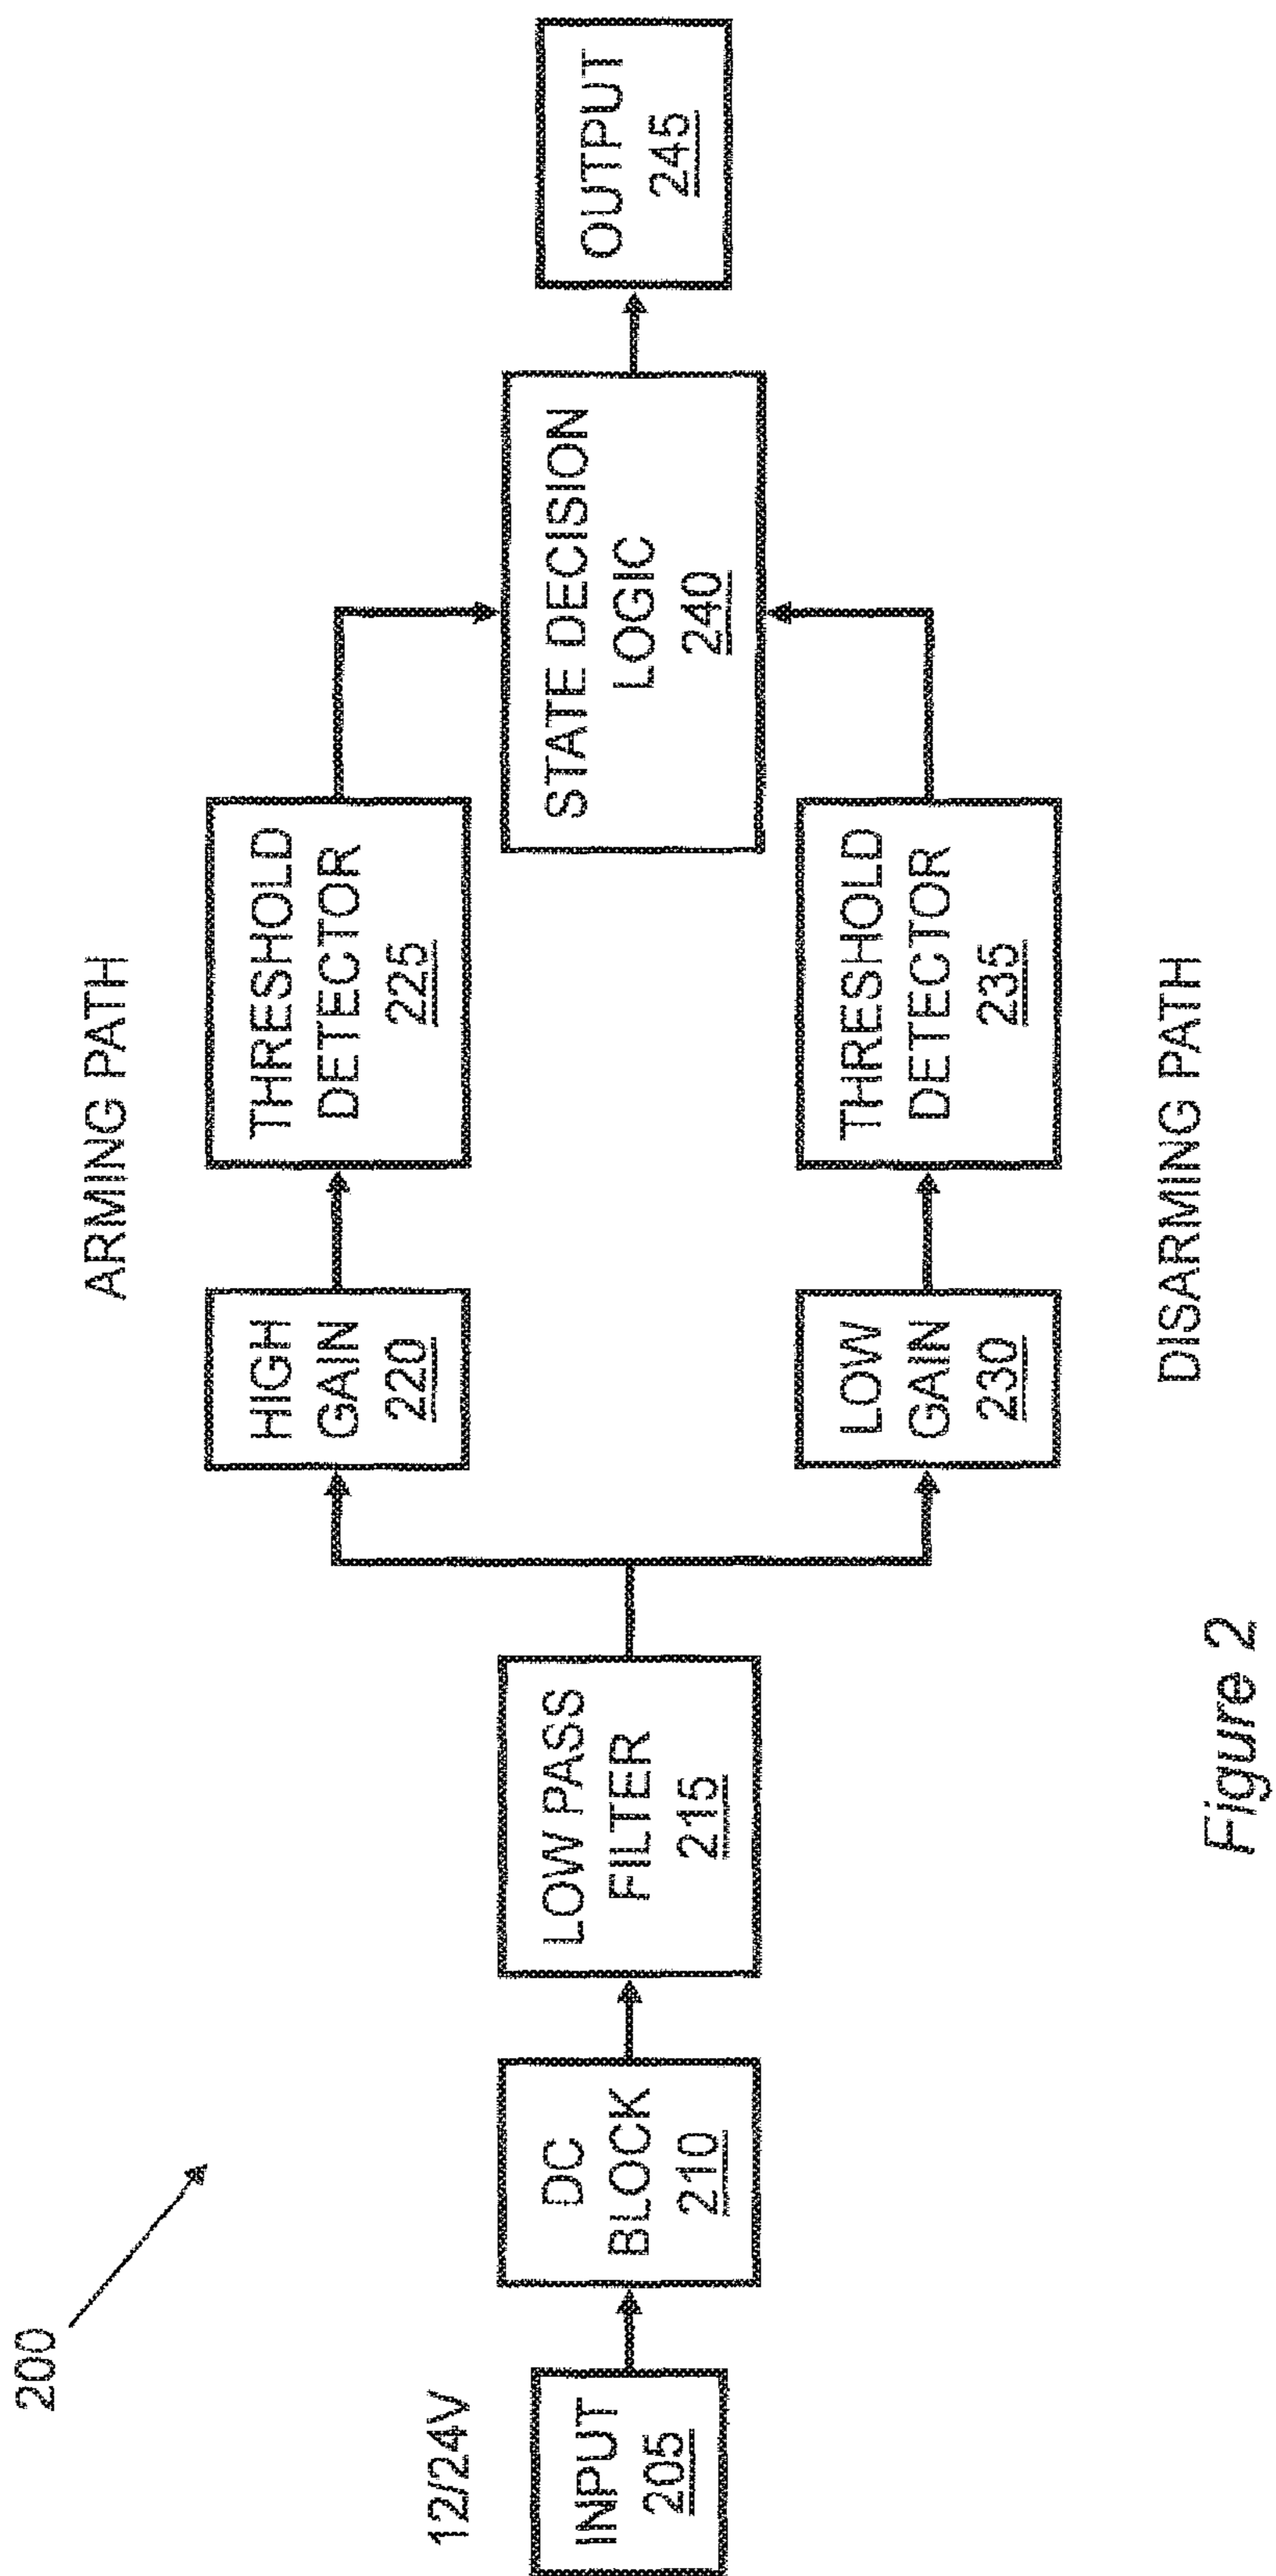 200
ARMING PATH
12/24V
INPUT
205
DC
BLOCK
210
LOW PASS
FILTER
215
HIGH
GAIN
220
THRESHOLD
DETECTOR
225
LOW
GAIN
230
THRESHOLD
DETECTOR
235
STATE DECISION
LOGIC
240
OUTPUT
245
DISARMING PATH
Figure 2